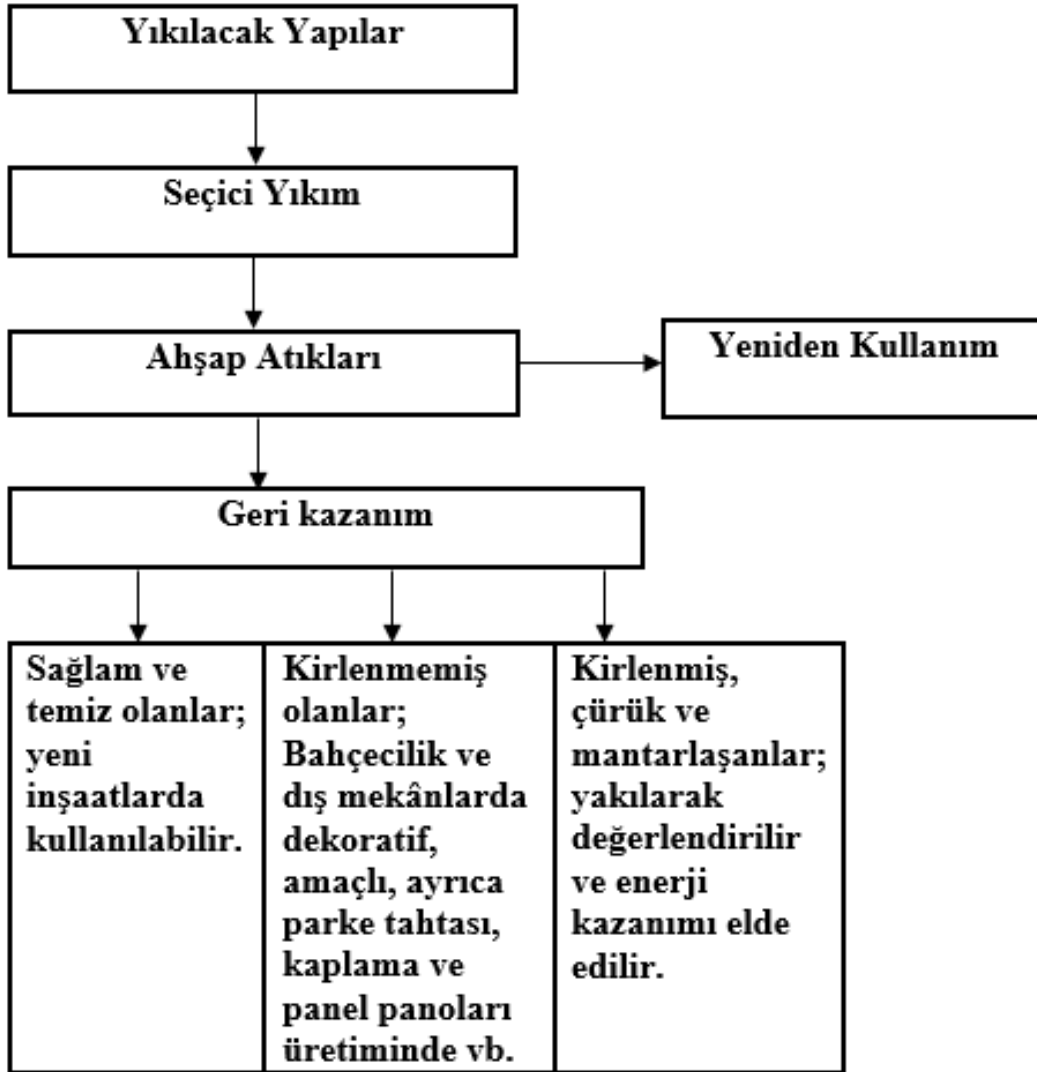 Yıkılacak Yapılar
Seçici Yıkım
Ahşap Atıkları
Yeniden Kullanım
Geri kazanım
Sağlam ve
temiz olanlar;
yeni
inşaatlarda
kullanılabilir.
Kirlenmemiş
olanlar;
Bahçecilik ve
dış mekânlarda
dekoratif,
amaçlı, ayrıca
parke tahtası,
kaplama ve
panel panoları
üretiminde vb.
Kirlenmiş,
çürük ve
mantarlaşanlar;
yakılarak
değerlendirilir
ve enerji
kazanımı elde
edilir.